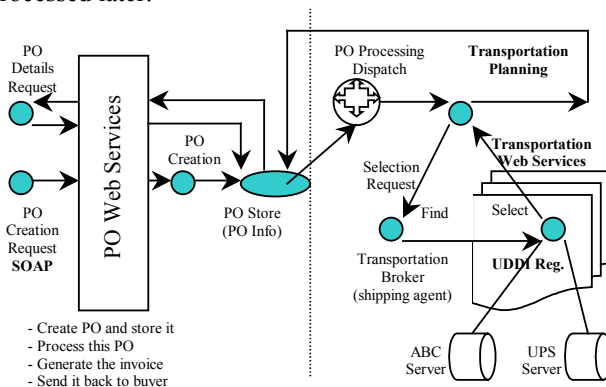 processed later.
PO
Details
Request
PO Web Services
PO
Creation
PO
Creation
Request
SOAP
PO Store
(PO Info)
PO Processing
Dispatch
Transportation
Planning
Transportation
Web Services
Selection
Request
Find
Select
Transportation
Broker
(shipping agent)
UDDI Reg.
ABC
Server
UPS
Server
- Create PO and store it
- Process this PO
- Generate the invoice
- Send it back to buyer